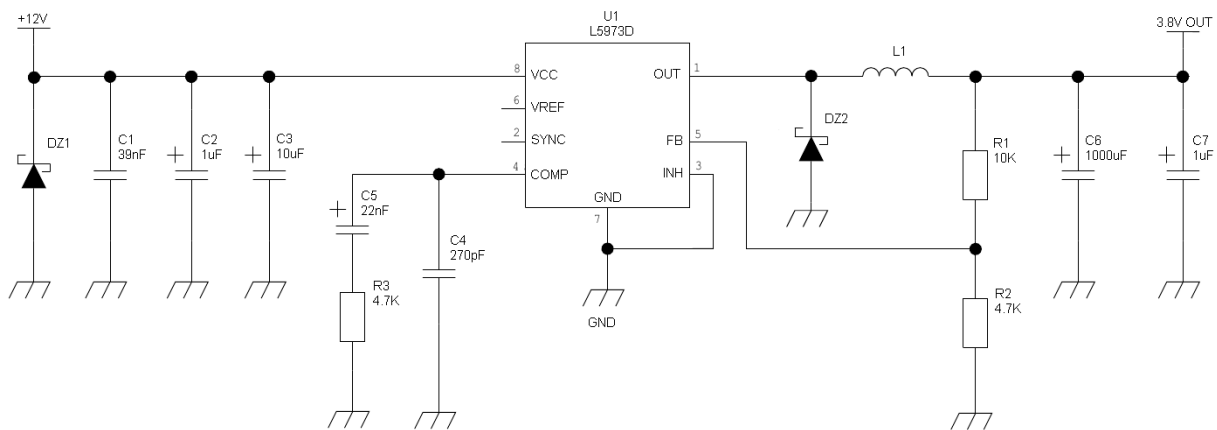 +12V
U1
L5973D
3.8V OUT
8
VCC
OUT
1
L1
6
VREF
2
SYNC
FB
5
4
COMP
INH
3
GND
7
GND
DZ1
C1
39nF
C2
1uF
C3
10uF
C5
22nF
C4
270pF
R3
4.7K
DZ2
R1
10K
C6
1000uF
C7
1uF
R2
4.7K